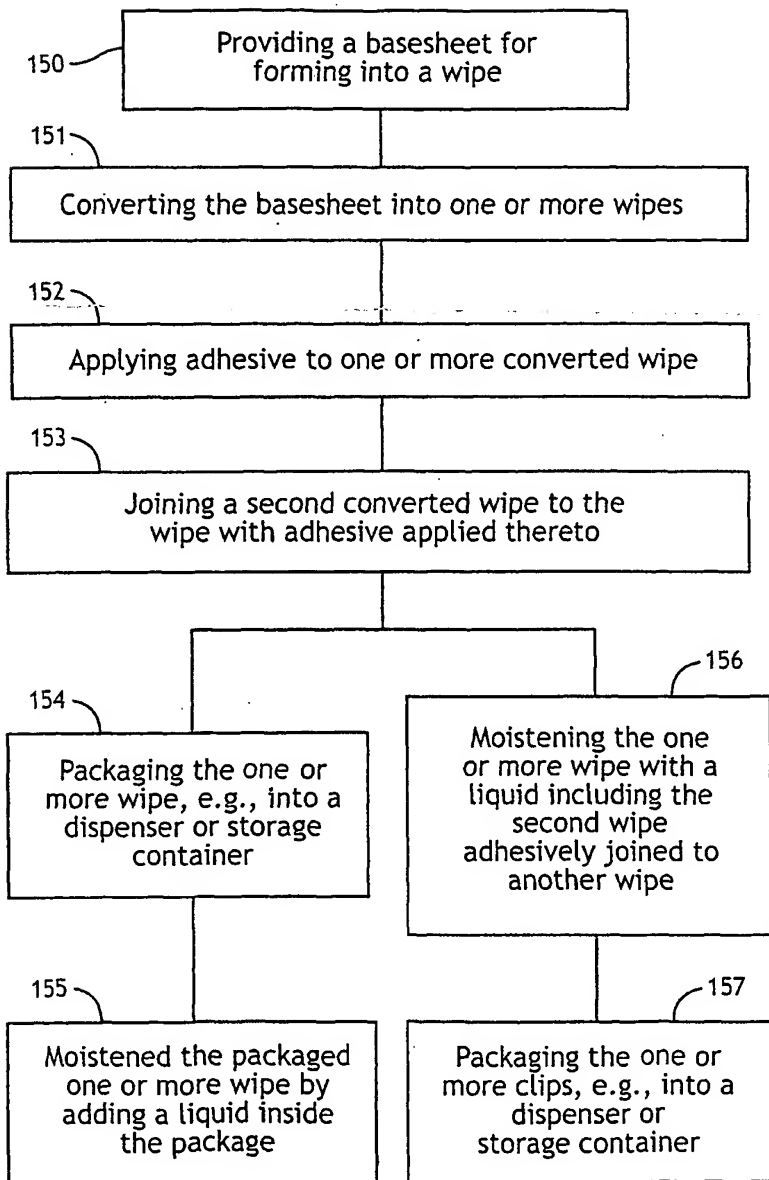 150
Providing a basesheet for
forming into a wipe
151
Converting the basesheet into one or more wipes
152
Applying adhesive to one or more converted wipe
153
Joining a second converted wipe to the
wipe with adhesive applied thereto
154
Packaging the one or
more wipe, e.g., into a
dispenser or storage
container
156
Moistening the one
or more wipe with a
liquid including the
second wipe
adhesively joined to
another wipe
155
Moistened the packaged
one or more wipe by
adding a liquid inside
the package
157
Packaging the one or
more clips, e.g., into a
dispenser or
storage container